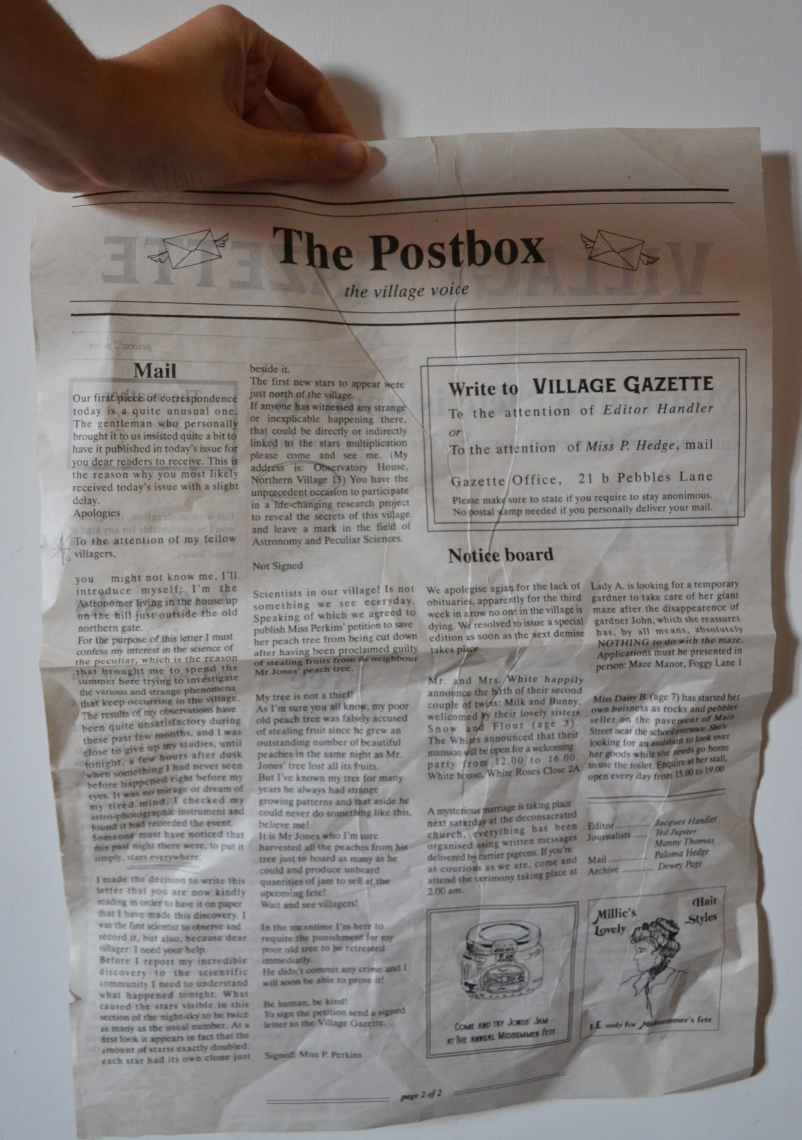 The Postbox
the village voice
Mail
Our first piece of correspondence
today is a quite unusual one.
The gentleman who personally
brought it to us insisted quite a bit to
have it published in today's issue for
you dear readers to receive. This is
the reason why you most likely
received today's issue with a slight
delay.
Apologies.
To the attention of my fellow
villagers,
you might not know me, I'll
introduce myself; I'm the
Astronomer living in the house up
on the hill just outside the old
northern gate.
For the purpose of this letter I must
confess my interest in the science of
the peculiar, which is the reason
that brought me to spend the
summer here trying to investigate
the various and strange phenomena
that keep occurring in the village.
The results of my observations have
been quite unsatisfactory during
these past few months, and I was
close to give up my studies, until
tonight, a few hours after dusk
when something I had never seen
before happened right before my
eyes. It was no mirage or dream of
my tired mind, I checked my
astro-photographic instrument and
found it had recorded the event.
Someone must have noticed that
this past night there were, to put it
simply, stars everywhere.
I made the decision to write this
letter that you are now kindly
reading in order to have it on paper
that I have made this discovery. I
was the first scientist to observe and
record it, but also, because dear
villager: I need your help.
Before I report my incredible
discovery to the scientific
community I need to understand
what happened tonight. What
caused the stars visible in this
section of the night-sky to be twice
as many as the usual number. At a
first look it appears in fact that the
amount of starts exactly doubled:
each star had its own clone just
beside it.
The first new stars to appear were
just north of the village.
If anyone has witnessed any strange
or inexplicable happening there,
that could be directly or indirectly
linked to the stars multiplication
please come and see me. (My
address is: Observatory House,
Northern Village 13) You have the
unprecedent occasion to participate
in a life-changing research project
to reveal the secrets of this village
and leave a mark in the field of
Astronomy and Peculiar Sciences.
Not Signed
Scientists in our village! Is not
something we see everyday.
Speaking of which we agreed to
publish Miss Perkins' petition to save
her peach tree from being cut down
after having been proclaimed guilty
of stealing fruits from its neighbour
Mr Jones' peach tree.
My tree is not a thief!
As I'm sure you all know, my poor
old peach tree was falsely accused
of stealing fruit since he grew an
outstanding number of beautiful
peaches in the same night as Mr.
Jones' tree lost all its fruits.
But I've known my tree for many
years he always had strange
growing patterns and that aside he
could never do something like this,
believe me!
It is Mr Jones who I'm sure
harvested all the peaches from his
tree just to hoard as many as he
could and produce unheard
quantities of jam to sell at the
upcoming fete!
Wait and see villagers!
In the meantime I'm here to
require the punishment for my
poor old tree to be retreated
immediatly.
He didn't commit any crime and I
will soon be able to prove it!
Be human, be kind!
To sign the petition send a signed
letter to the Village Gazette.
Signed: Miss P. Perkins
Write to VILLAGE GAZETTE
To the attention of Editor Handler
or
To the attention of Miss P. Hedge, mail
Gazette Office, 21 b Pebbles Lane
Please make sure to state if you require to stay anonimous.
No postal stamp needed if you personally deliver your mail.
Notice board
We apologise agian for the lack of
obituaries, apparently for the third
week in a row no one in the village is
dying. We resolved to issue a special
edition as soon as the next demise
takes place.
Mr. and Mrs. White happily
announce the birth of their second
couple of twins: Milk and Bunny,
wellcomed by their lovely sisters
Snow and Flour (age 3).
The Whites announced that their
mansion will be open for a welcoming
party from 12.00 to 16.00,
White house, White Roses Close 2A
A mysterious marriage is taking place
next saturday at the deconsacrated
church, everything has been
organised using written messages
delivered by carrier pigeons. If you're
as courious as we are, come and
attend the cerimony taking place at
2.00 am.
Lady A. is looking for a temporary
gardner to take care of her giant
maze after the disappearance of
gardner John, which she reassures
has, by all means, absolutely
NOTHING to do with the maze.
Applications must be presented in
person: Maze Manor, Foggy Lane 1
Miss Daisy B. (age 7) has started her
own buisness as rocks and pebbles
seller on the pavement of Main
Street near the school entrance. She's
looking for an assistant to look over
her goods while she needs go home
to use the toilet. Enquire at her stall,
open every day from 15.00 to 19.00
Editor Jacques Handler
Journalists Ted Jupiter
Manny Thomas
Mail Paloma Hedge
Archive Dewey Page
COME AND TRY JONES' JAM
AT THE ANNUAL MIDSUMMER FETE
Millie's Hair
Lovely Styles
1£ only for Midsummer's fete
page 2 of 2